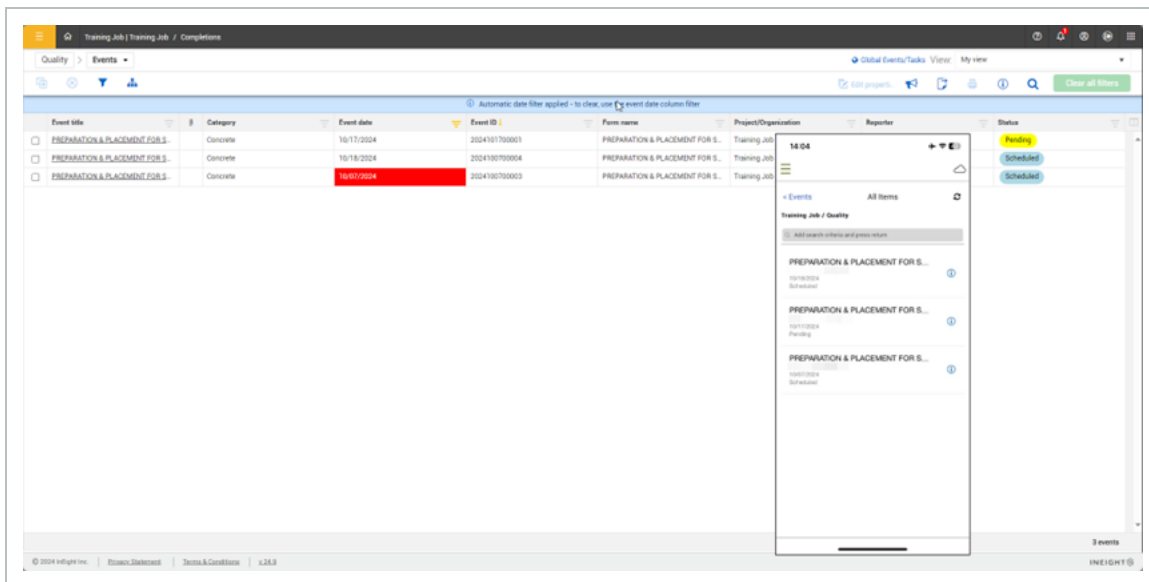 Training Job | Training Job / Completions
Quality > Events
Global Events/Tasks View: My view
Edit properti... Clear all filters
Automatic date filter applied - to clear, use the event date column filter
Event title Category Event date Event ID Form name Project/Organization Reporter Status
PREPARATION & PLACEMENT FOR S... Concrete 10/17/2024 2024101700001 PREPARATION & PLACEMENT FOR S... Training Job Pending
PREPARATION & PLACEMENT FOR S... Concrete 10/18/2024 2024100700004 PREPARATION & PLACEMENT FOR S... Training Job Scheduled
PREPARATION & PLACEMENT FOR S... Concrete 10/07/2024 2024100700003 PREPARATION & PLACEMENT FOR S... Training Job Scheduled
14:04
< Events All Items
Training Job / Quality
Add search criteria and press return
PREPARATION & PLACEMENT FOR S...
10/18/2024
Scheduled
PREPARATION & PLACEMENT FOR S...
10/17/2024
Pending
PREPARATION & PLACEMENT FOR S...
10/07/2024
Scheduled
3 events
© 2024 InEight Inc. | Privacy Statement | Terms & Conditions | v.24.8
INEIGHT